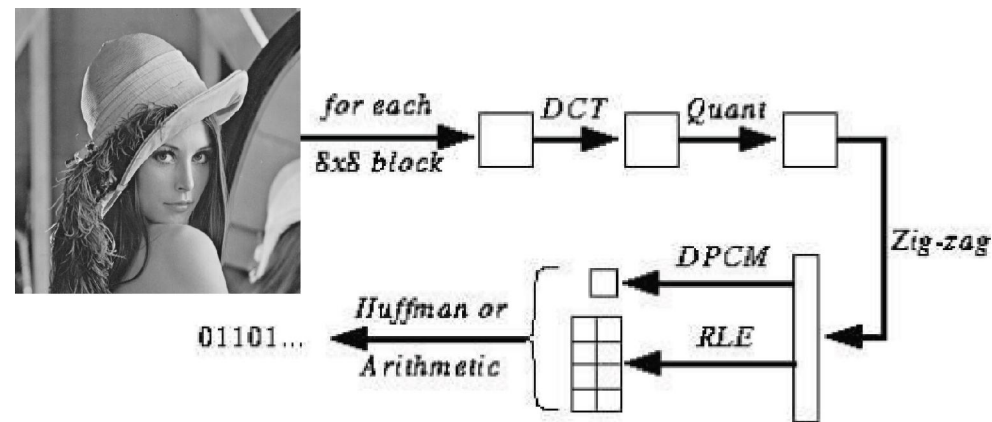 for each
8x8 block
DCT
Quant
Zig-zag
DPCM
RLE
Huffman or
Arithmetic
01101...